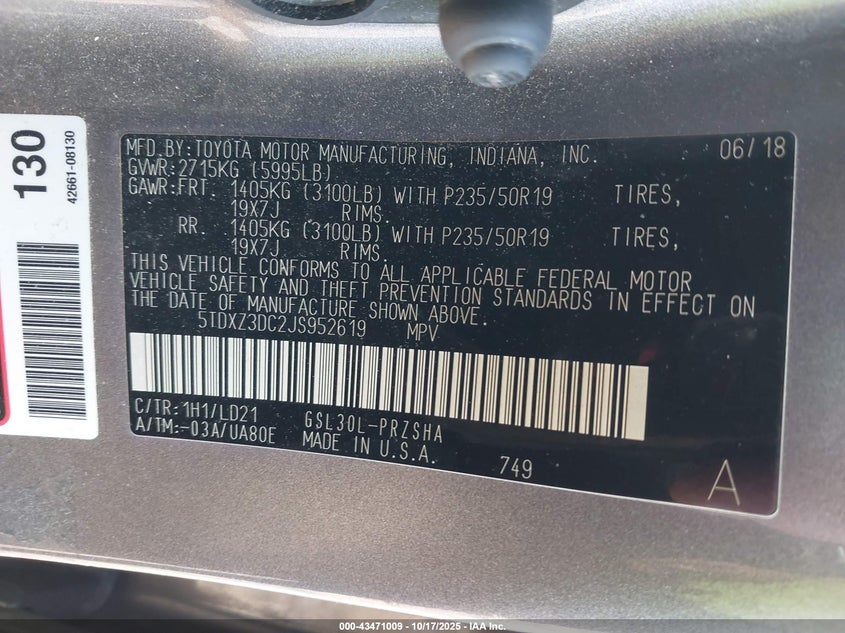 130
42661-08130
MFD.BY:TOYOTA MOTOR MANUFACTURING, INDIANA, INC. 06/18
GVWR:2715KG (5995LB)
GAWR:FRT. 1405KG (3100LB) WITH P235/50R19 TIRES,
19X7J RIMS.
RR. 1405KG (3100LB) WITH P235/50R19 TIRES,
19X7J RIMS.
THIS VEHICLE CONFORMS TO ALL APPLICABLE FEDERAL MOTOR
VEHICLE SAFETY AND THEFT PREVENTION STANDARDS IN EFFECT ON
THE DATE OF MANUFACTURE SHOWN ABOVE.
5TDXZ3DC2JS952619 MPV
C/TR:1H1/LD21 GSL30L-PRZSHA
A/TM:-03A/UA80E MADE IN U.S.A. 749
A
000-43471009 - 10/17/2025 - © IAA Inc.